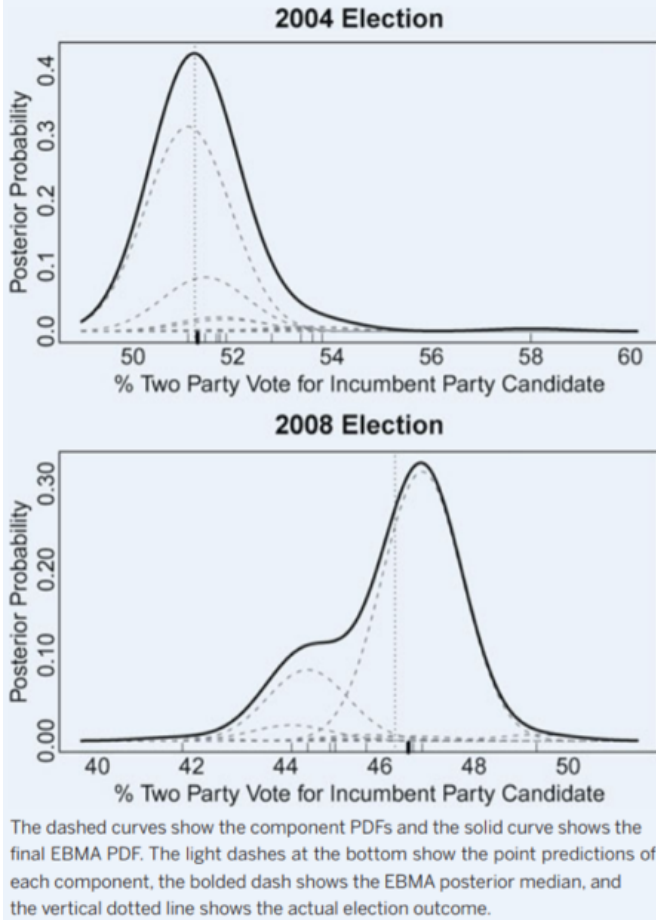 2004 Election
Posterior Probability
0.4
0.3
0.2
0.1
0.0
50 52 54 56 58 60
% Two Party Vote for Incumbent Party Candidate
2008 Election
Posterior Probability
0.30
0.20
0.10
0.00
40 42 44 46 48 50
% Two Party Vote for Incumbent Party Candidate
The dashed curves show the component PDFs and the solid curve shows the
final EBMA PDF. The light dashes at the bottom show the point predictions of
each component, the bolded dash shows the EBMA posterior median, and
the vertical dotted line shows the actual election outcome.